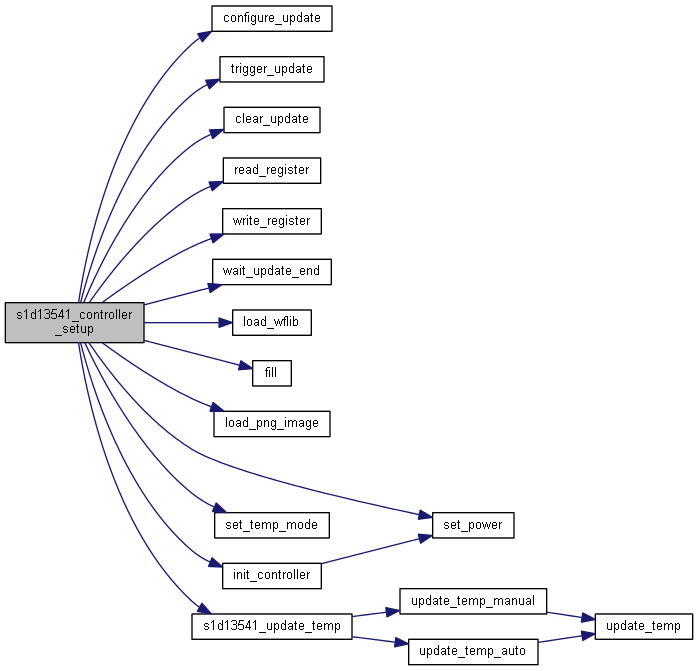 configure_update
trigger_update
clear_update
read_register
write_register
wait_update_end
s1d13541_controller
_setup
load_wflib
fill
load_png_image
set_temp_mode
set_power
init_controller
s1d13541_update_temp
update_temp_manual
update_temp_auto
update_temp